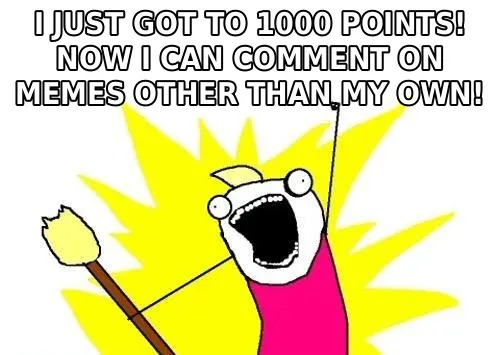 I JUST GOT TO 1000 POINTS!
NOW I CAN COMMENT ON
MEMES OTHER THAN MY OWN!